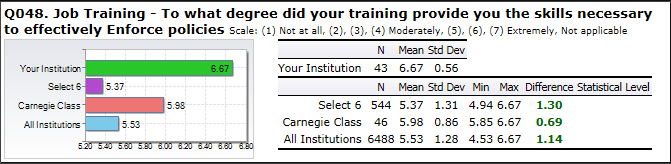 Q048. Job Training - To what degree did your training provide you the skills necessary
to effectively Enforce policies Scale: (1) Not at all, (2), (3), (4) Moderately, (5), (6), (7) Extremely, Not applicable
Your Institution 6.67
Select 6 5.37
Carnegie Class 5.98
All Institutions 5.53
5.20 5.40 5.60 5.80 6.00 6.20 6.40 6.60 6.80
N Mean Std Dev
Your Institution 43 6.67 0.56
N Mean Std Dev Min Max Difference Statistical Level
Select 6 544 5.37 1.31 4.94 6.67 1.30
Carnegie Class 46 5.98 0.86 5.85 6.67 0.69
All Institutions 6488 5.53 1.28 4.53 6.67 1.14